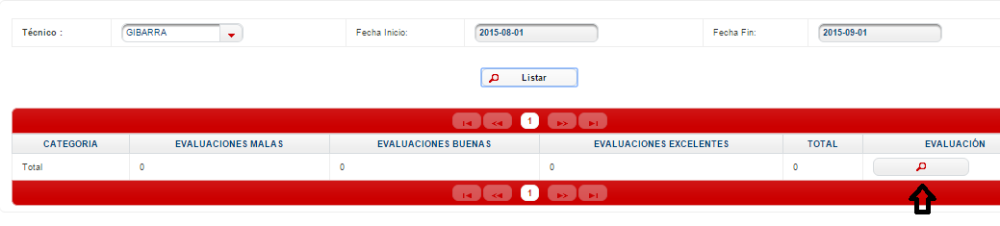 Técnico : GIBARRA Fecha Inicio: 2015-08-01 Fecha Fin: 2015-09-01
Listar
1
CATEGORIA EVALUACIONES MALAS EVALUACIONES BUENAS EVALUACIONES EXCELENTES TOTAL EVALUACIÓN
Total 0 0 0 0
1